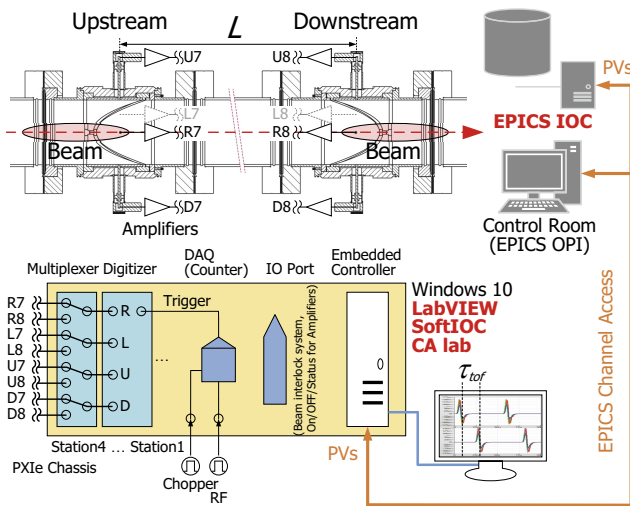 Upstream
L
Downstream
U7
U8
PVs
L7
L8
R7
R8
EPICS IOC
Beam
Beam
D7
D8
Amplifiers
Control Room
(EPICS OPI)
Multiplexer
Digitizer
DAQ
(Counter)
IO Port
Embedded
Controller
Windows 10
LabVIEW
SoftIOC
CA lab
R7
R8
L7
L8
U7
U8
D7
D8
R
L
U
D
Trigger
...
(Beam interlock system,
On/OFF/Status for Amplifiers)
τtof
EPICS Channel Access
Station4 ... Station1
PXIe Chassis
Chopper
RF
PVs